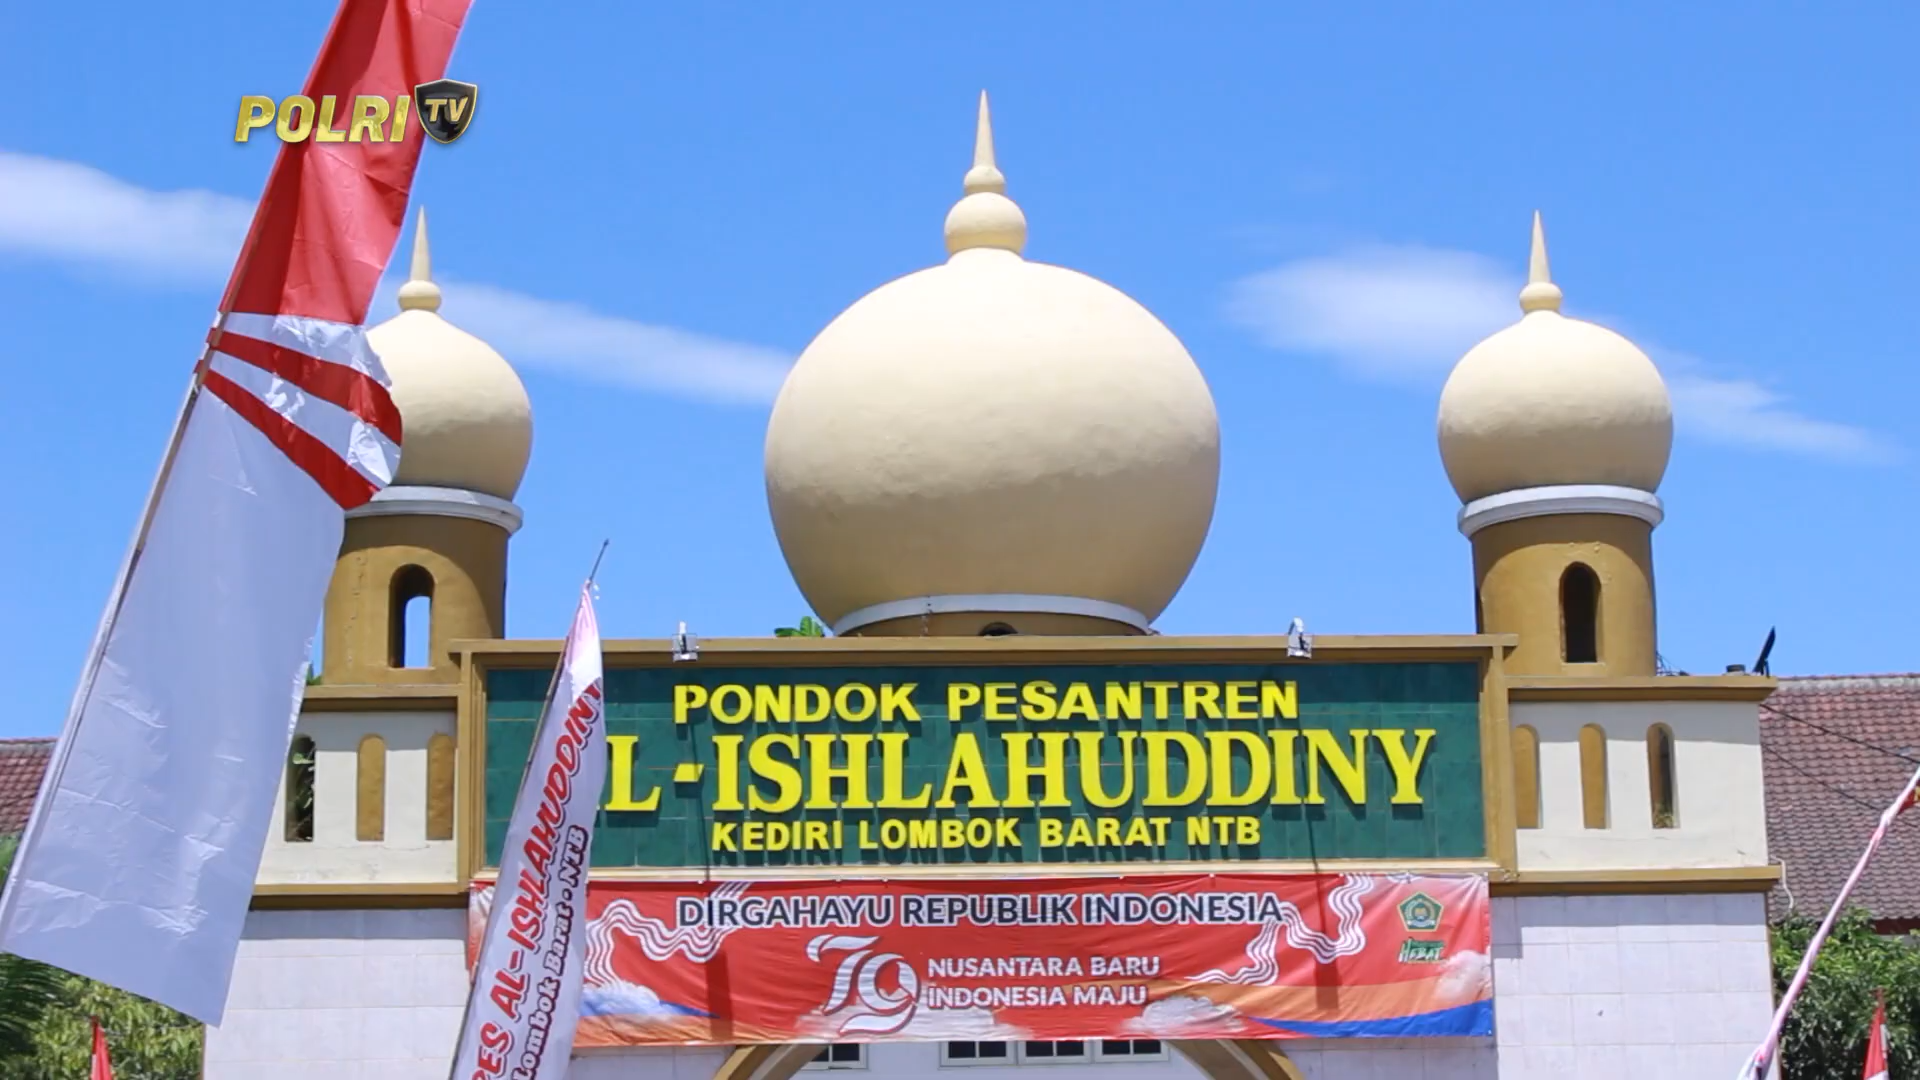 POLRI TV
PONDOK PESANTREN
L-ISHLAHUDDINY
KEDIRI LOMBOK BARAT NTB
DIRGAHAYU REPUBLIK INDONESIA
79 NUSANTARA BARU
INDONESIA MAJU
HEBAT
PES AL-ISHLAHUDDINY
Lombok Barat - NTB